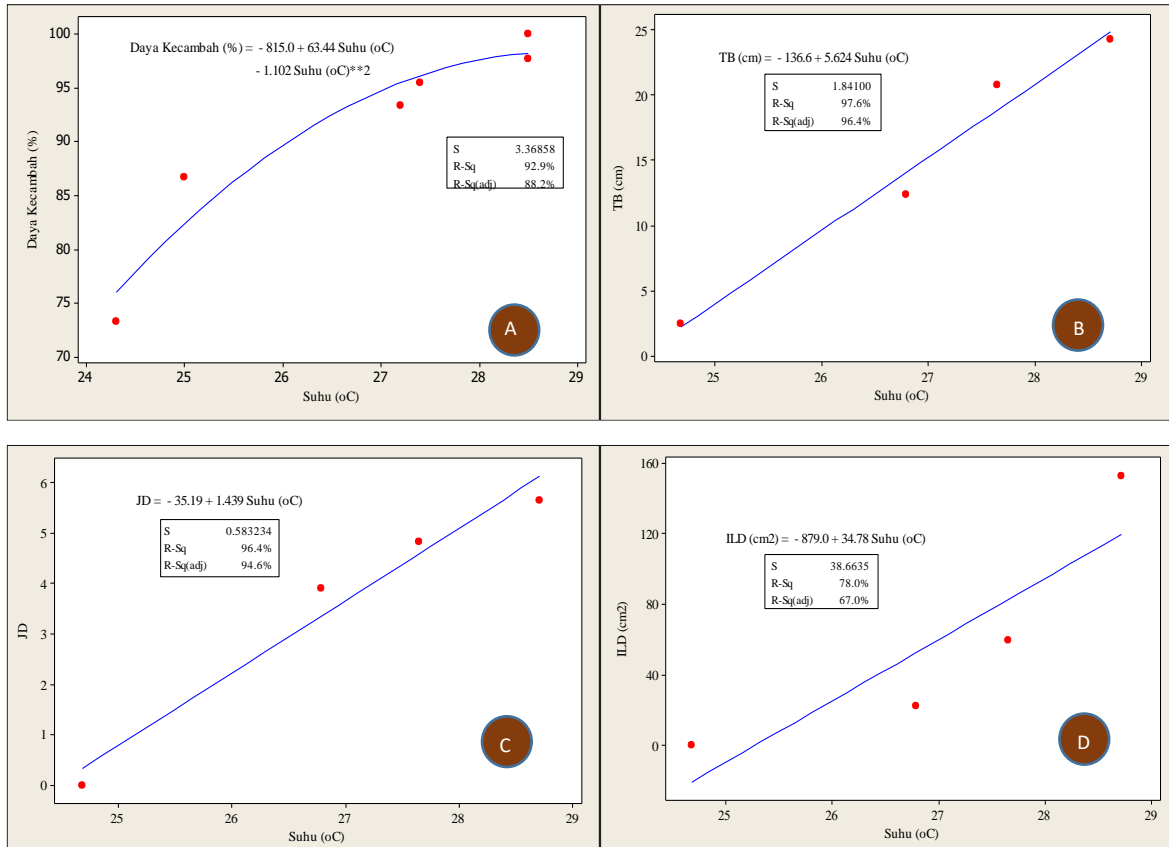 Daya Kecambah (%) = - 815.0 + 63.44 Suhu (oC)
- 1.102 Suhu (oC)**2
S 3.36858
R-Sq 92.9%
R-Sq(adj) 88.2%
Daya Kecambah (%)
100
95
90
85
80
75
70
24 25 26 27 28 29
Suhu (oC)
A
TB (cm) = - 136.6 + 5.624 Suhu (oC)
S 1.84100
R-Sq 97.6%
R-Sq(adj) 96.4%
TB (cm)
25
20
15
10
5
0
25 26 27 28 29
Suhu (oC)
B
JD = - 35.19 + 1.439 Suhu (oC)
S 0.583234
R-Sq 96.4%
R-Sq(adj) 94.6%
JD
6
5
4
3
2
1
0
25 26 27 28 29
Suhu (oC)
C
ILD (cm2) = - 879.0 + 34.78 Suhu (oC)
S 38.6635
R-Sq 78.0%
R-Sq(adj) 67.0%
ILD (cm2)
160
120
80
40
0
25 26 27 28 29
Suhu (oC)
D